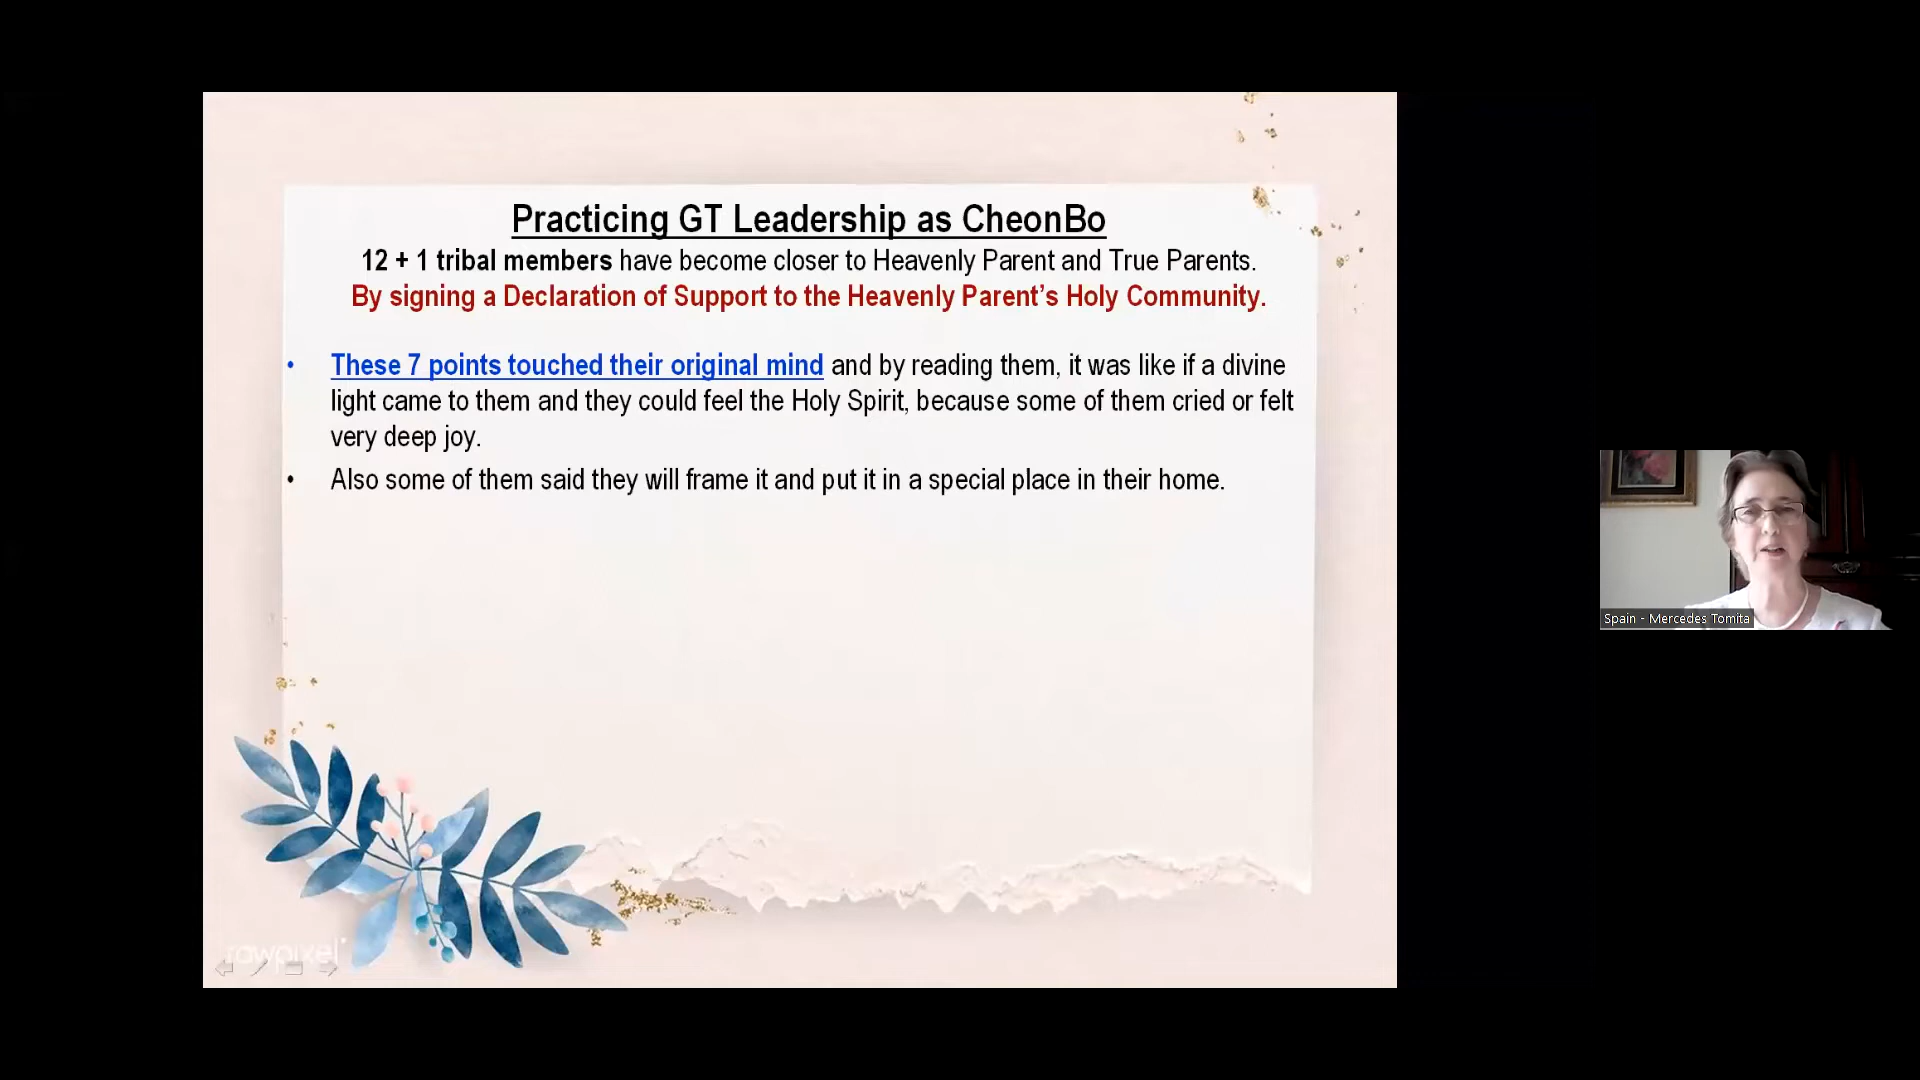 Practicing GT Leadership as CheonBo
12 + 1 tribal members have become closer to Heavenly Parent and True Parents.
By signing a Declaration of Support to the Heavenly Parent’s Holy Community.
• These 7 points touched their original mind and by reading them, it was like if a divine
light came to them and they could feel the Holy Spirit, because some of them cried or felt
very deep joy.
• Also some of them said they will frame it and put it in a special place in their home.
Spain - Mercedes Tomita
rawpixel